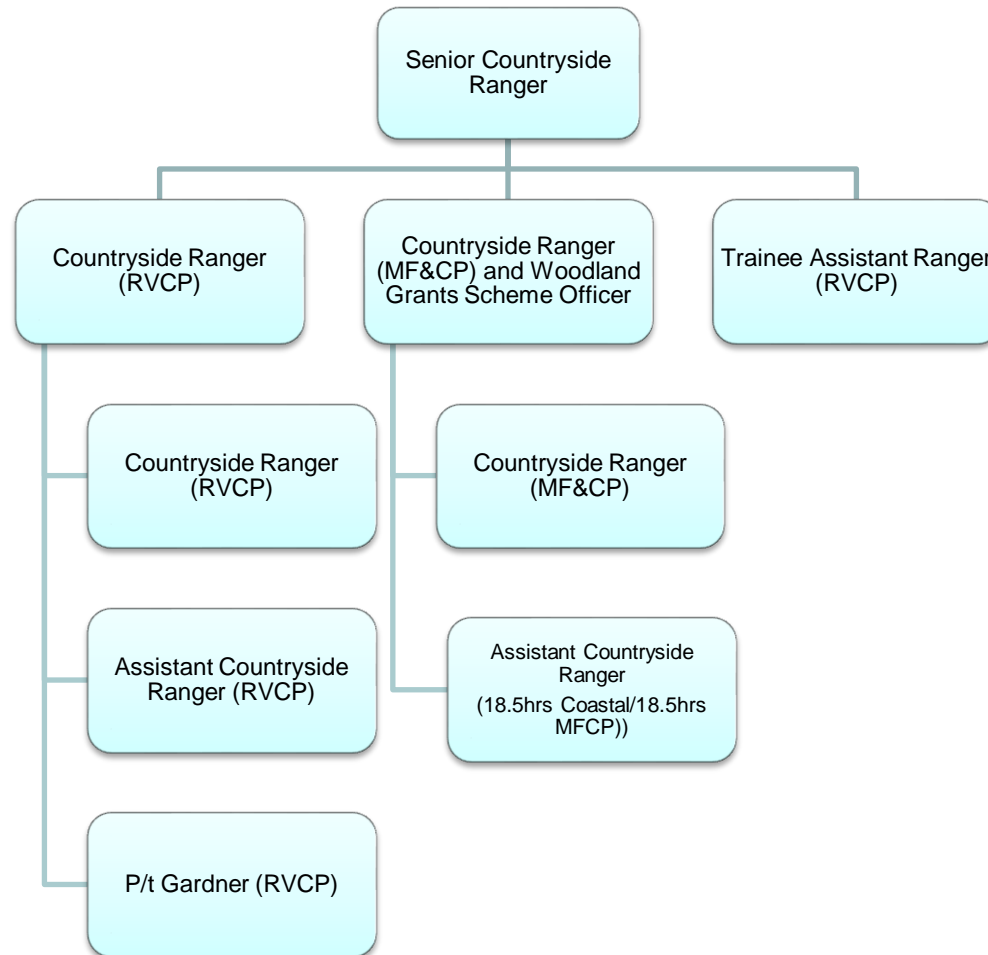 Senior Countryside
Ranger
Countryside Ranger
(RVCP)
Countryside Ranger
(MF&CP) and Woodland
Grants Scheme Officer
Trainee Assistant Ranger
(RVCP)
Countryside Ranger
(RVCP)
Countryside Ranger
(MF&CP)
Assistant Countryside
Ranger (RVCP)
Assistant Countryside
Ranger
(18.5hrs Coastal/18.5hrs
MFCP))
P/t Gardner (RVCP)